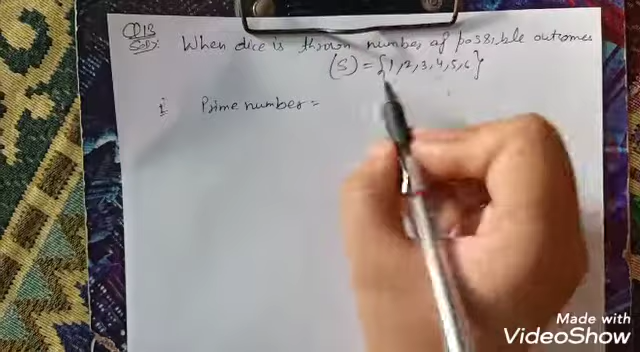 Q13
Sol: When dice is thrown number of possible outcomes
(S) = {1,2,3,4,5,6}
i Prime number =
Made with
VideoShow